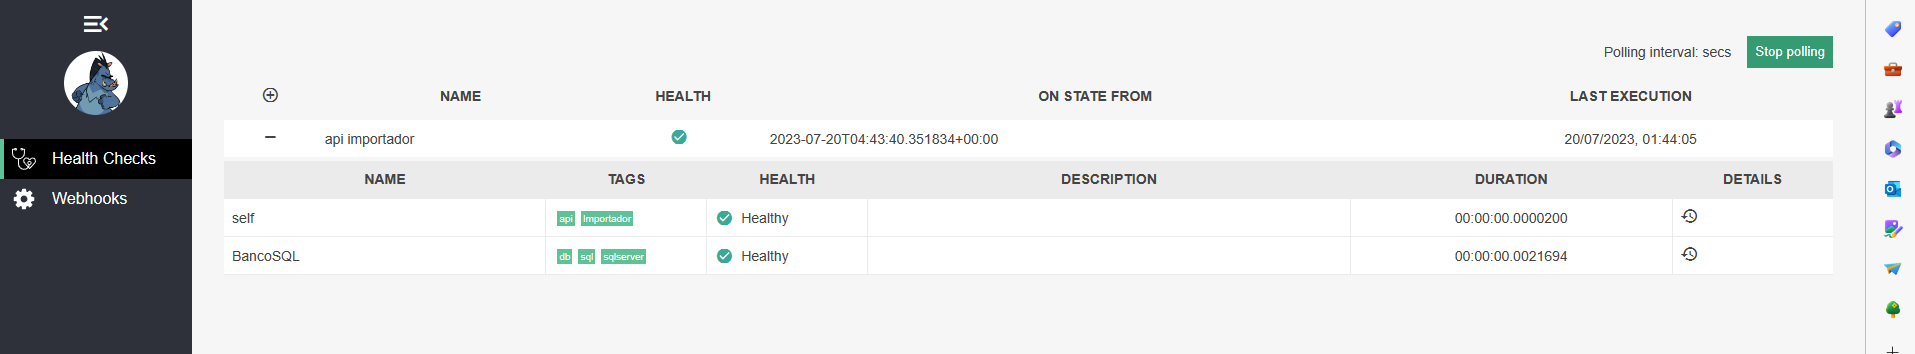 Polling interval: secs Stop polling
NAME HEALTH ON STATE FROM LAST EXECUTION
api importador 2023-07-20T04:43:40.351834+00:00 20/07/2023, 01:44:05
Health Checks
NAME TAGS HEALTH DESCRIPTION DURATION DETAILS
Webhooks
self api Importador Healthy 00:00:00.0000200
BancoSQL db sql sqlserver Healthy 00:00:00.0021694